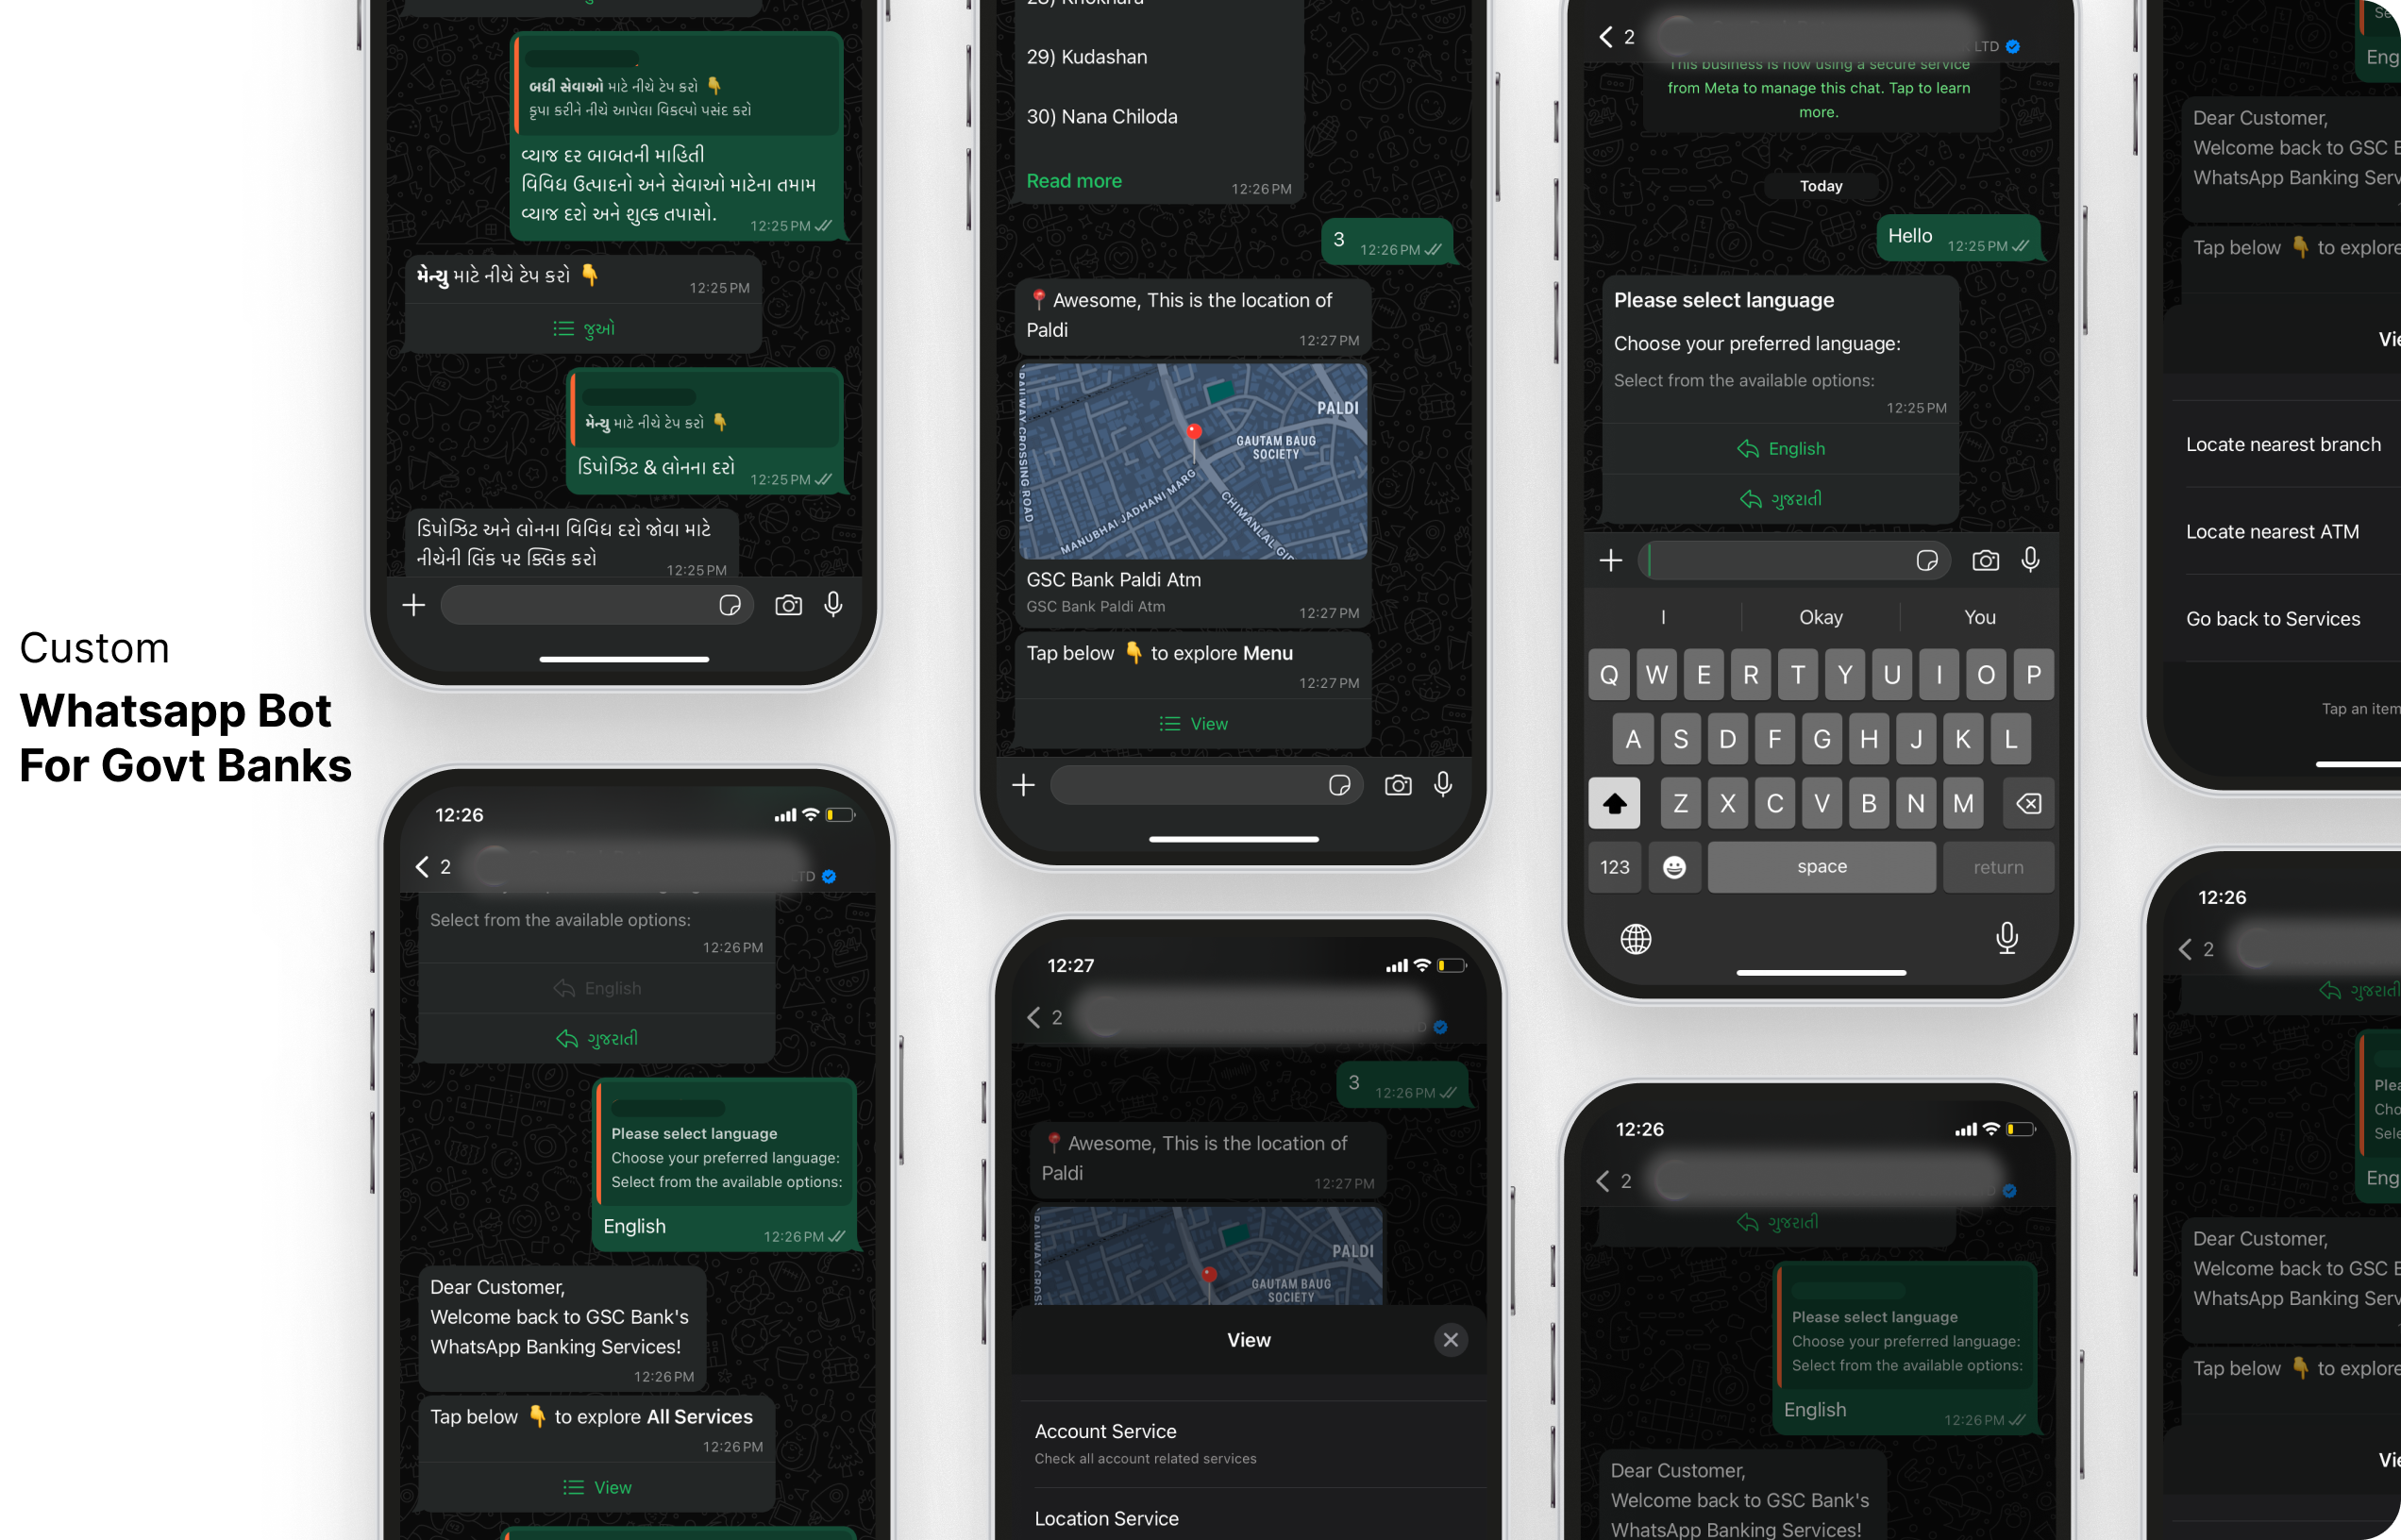 Custom
Whatsapp Bot
For Govt Banks
બધી સેવાઓ માટે નીચે ટેપ કરો 👇
કૃપા કરીને નીચે આપેલા વિકલ્પો પસંદ કરો
વ્યાજ દર બાબતની માહિતી
વિવિધ ઉત્પાદનો અને સેવાઓ માટેના તમામ
વ્યાજ દરો અને શુલ્ક તપાસો.
12:25 PM
મેન્યુ માટે નીચે ટેપ કરો 👇
12:25 PM
જુઓ
મેન્યુ માટે નીચે ટેપ કરો 👇
ડિપોઝિટ & લોનના દરો
12:25 PM
ડિપોઝિટ અને લોનના વિવિધ દરો જોવા માટે
નીચેની લિંક પર ક્લિક કરો
12:25 PM
12:26
2
LTD
Select from the available options:
12:26 PM
English
ગુજરાતી
Please select language
Choose your preferred language:
Select from the available options:
English
12:26 PM
Dear Customer,
Welcome back to GSC Bank's
WhatsApp Banking Services!
12:26 PM
Tap below 👇 to explore All Services
12:26 PM
View
28) Khokhara
29) Kudashan
30) Nana Chiloda
Read more
12:26 PM
3
12:26 PM
📍 Awesome, This is the location of
Paldi
12:27 PM
RAILWAY CROSSING ROAD
PALDI
GAUTAM BAUG
SOCIETY
MANUBHAI JADHANI MARG
CHIMANLAL GIR
GSC Bank Paldi Atm
GSC Bank Paldi Atm
12:27 PM
Tap below 👇 to explore Menu
12:27 PM
View
12:27
2
3
12:26 PM
📍 Awesome, This is the location of
Paldi
12:27 PM
RAILWAY CROSS
PALDI
GAUTAM BAUG
SOCIETY
View
Account Service
Check all account related services
Location Service
2
LTD
This business is now using a secure service
from Meta to manage this chat. Tap to learn
more.
Today
Hello
12:25 PM
Please select language
Choose your preferred language:
Select from the available options:
12:25 PM
English
ગુજરાતી
I Okay You
Q W E R T Y U I O P
A S D F G H J K L
Z X C V B N M
123 space return
12:26
2
ગુજરાતી
Please select language
Choose your preferred language:
Select from the available options:
English
12:26 PM
Dear Customer,
Welcome back to GSC Bank's
WhatsApp Banking Services!
Se
Eng
Dear Customer,
Welcome back to GSC B
WhatsApp Banking Serv
Tap below 👇 to explore
Vie
Locate nearest branch
Locate nearest ATM
Go back to Services
Tap an item
12:26
2
ગુજરાતી
Plea
Cho
Sele
Eng
Dear Customer,
Welcome back to GSC B
WhatsApp Banking Serv
Tap below 👇 to explore
Vie